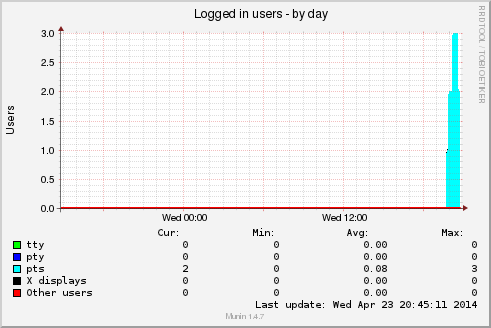 Logged in users - by day
RRDTOOL / TOBI OETIKER
Users
3.0
2.5
2.0
1.5
1.0
0.5
0.0
Wed 00:00 Wed 12:00
Cur: Min: Avg: Max:
tty 0 0 0.00 0
pty 0 0 0.00 0
pts 2 0 0.08 3
X displays 0 0 0.00 0
Other users 0 0 0.00 0
Last update: Wed Apr 23 20:45:11 2014
Munin 1.4.7